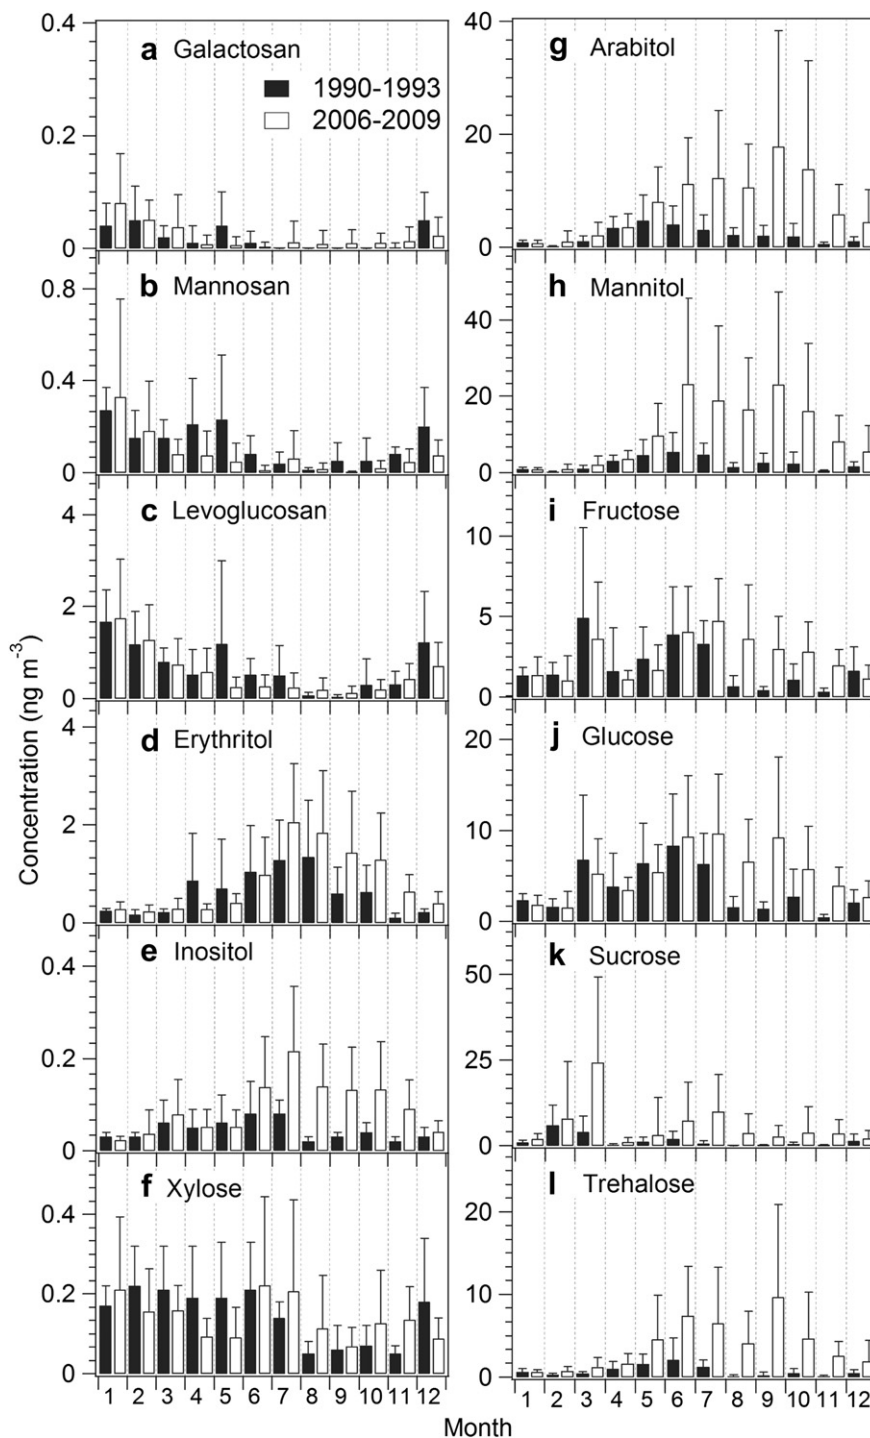 a Galactosan
1990-1993
2006-2009
0.4
0.2
0
b Mannosan
0.8
0.4
0
c Levoglucosan
4
2
0
d Erythritol
4
2
0
e Inositol
0.4
0.2
0
f Xylose
0.4
0.2
0
1 2 3 4 5 6 7 8 9 10 11 12
g Arabitol
40
20
0
h Mannitol
40
20
0
i Fructose
10
5
0
j Glucose
20
10
0
k Sucrose
50
25
0
l Trehalose
20
10
0
1 2 3 4 5 6 7 8 9 10 11 12
Concentration (ng m⁻³)
Month